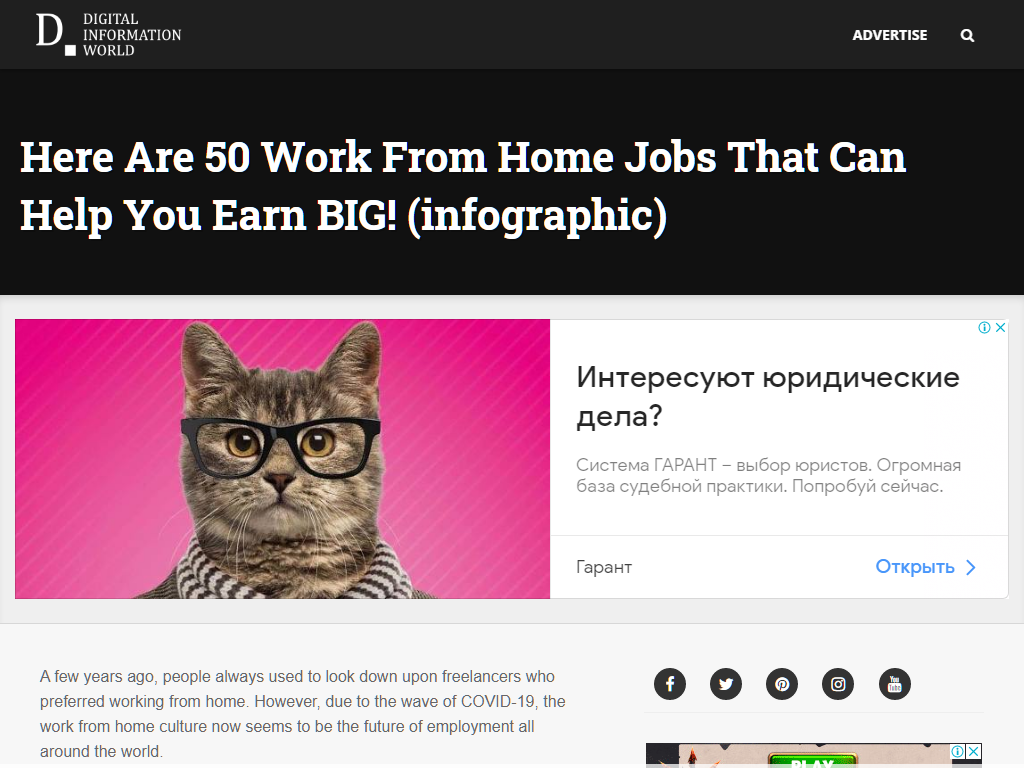 DIGITAL
INFORMATION
WORLD
D.
ADVERTISE
Here Are 50 Work From Home Jobs That Can
Help You Earn BIG! (infographic)
Интересуют юридические
дела?
Система ГАРАНТ – выбор юристов. Огромная
база судебной практики. Попробуй сейчас.
Гарант
Открыть
A few years ago, people always used to look down upon freelancers who
preferred working from home. However, due to the wave of COVID-19, the
work from home culture now seems to be the future of employment all
around the world.
You
Tube
PLAY